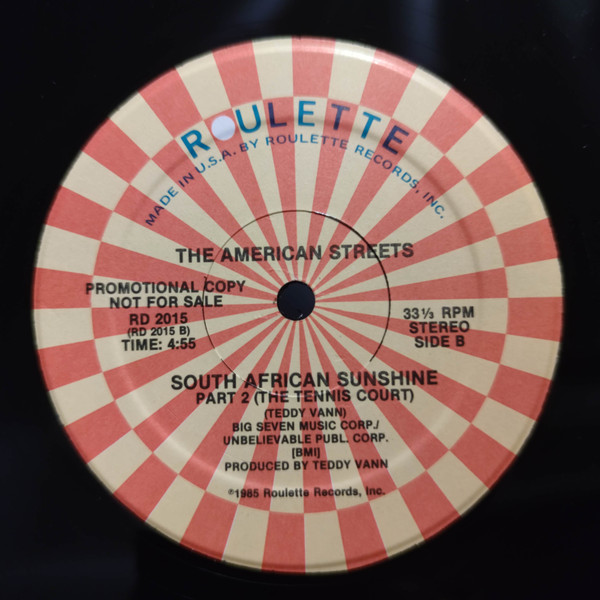 ROULETTE
MADE IN U.S.A. BY ROULETTE RECORDS, INC.
THE AMERICAN STREETS
PROMOTIONAL COPY
NOT FOR SALE
RD 2015
(RD 2015 B)
TIME: 4:55
33⅓ RPM
STEREO
SIDE B
SOUTH AFRICAN SUNSHINE
PART 2 (THE TENNIS COURT)
(TEDDY VANN)
BIG SEVEN MUSIC CORP./
UNBELIEVABLE PUBL. CORP.
[BMI]
PRODUCED BY TEDDY VANN
℗1985 Roulette Records, Inc.